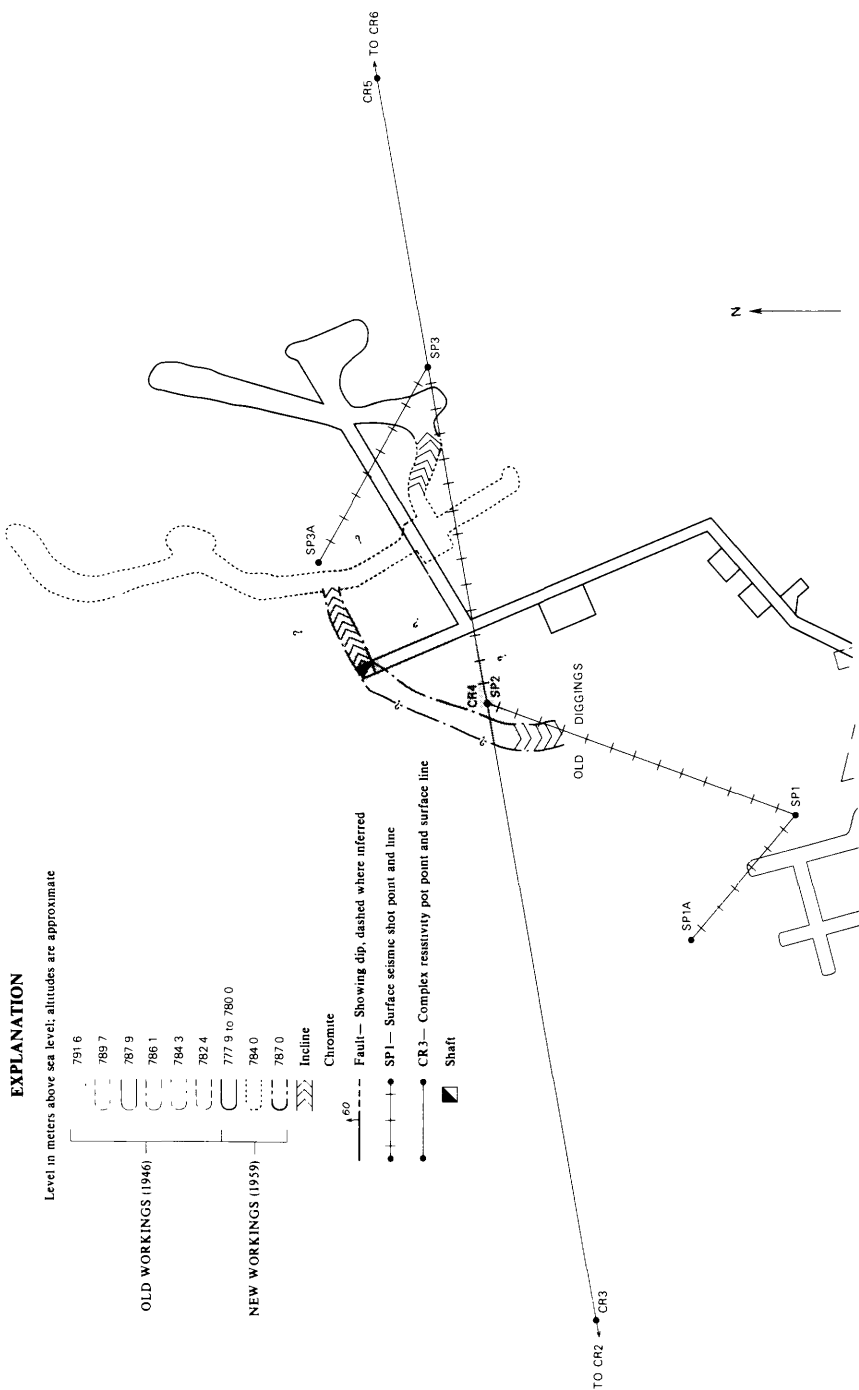 EXPLANATION
Level in meters above sea level; altitudes are approximate
791 6
789 7
787 9
786 1
784 3
782 4
777 9 to 780 0
784 0
787 0
OLD WORKINGS (1946)
NEW WORKINGS (1959)
Incline
Chromite
60
Fault— Showing dip, dashed where inferred
SP1— Surface seismic shot point and line
CR3— Complex resistivity pot point and surface line
Shaft
TO CR6
CR5
SP3
SP3A
?
?
?
?
?
?
CR4
SP2
OLD DIGGINGS
N
SP1
SP1A
CR3
TO CR2